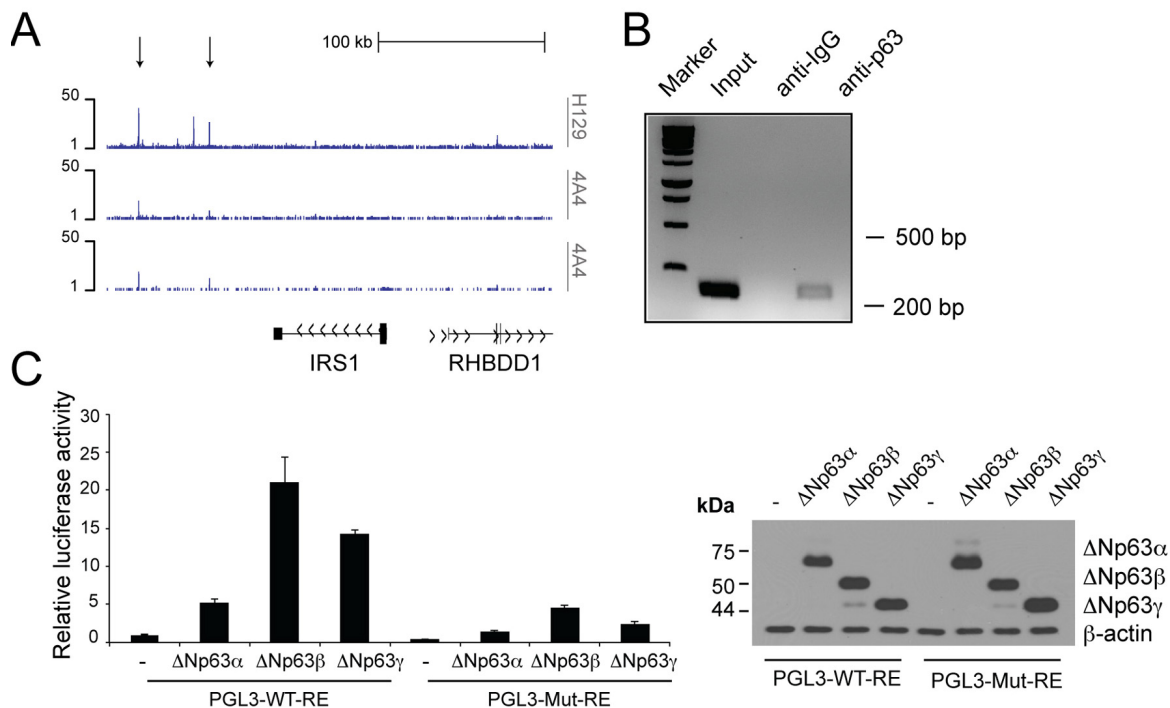 A
100 kb
50
1
H129
50
1
4A4
50
1
4A4
IRS1
RHBDD1
B
Marker
Input
anti-IgG
anti-p63
500 bp
200 bp
C
Relative luciferase activity
30
25
20
15
10
5
0
-
ΔNp63α
ΔNp63β
ΔNp63γ
-
ΔNp63α
ΔNp63β
ΔNp63γ
PGL3-WT-RE
PGL3-Mut-RE
kDa
-
ΔNp63α
ΔNp63β
ΔNp63γ
-
ΔNp63α
ΔNp63β
ΔNp63γ
75
50
44
ΔNp63α
ΔNp63β
ΔNp63γ
β-actin
PGL3-WT-RE
PGL3-Mut-RE